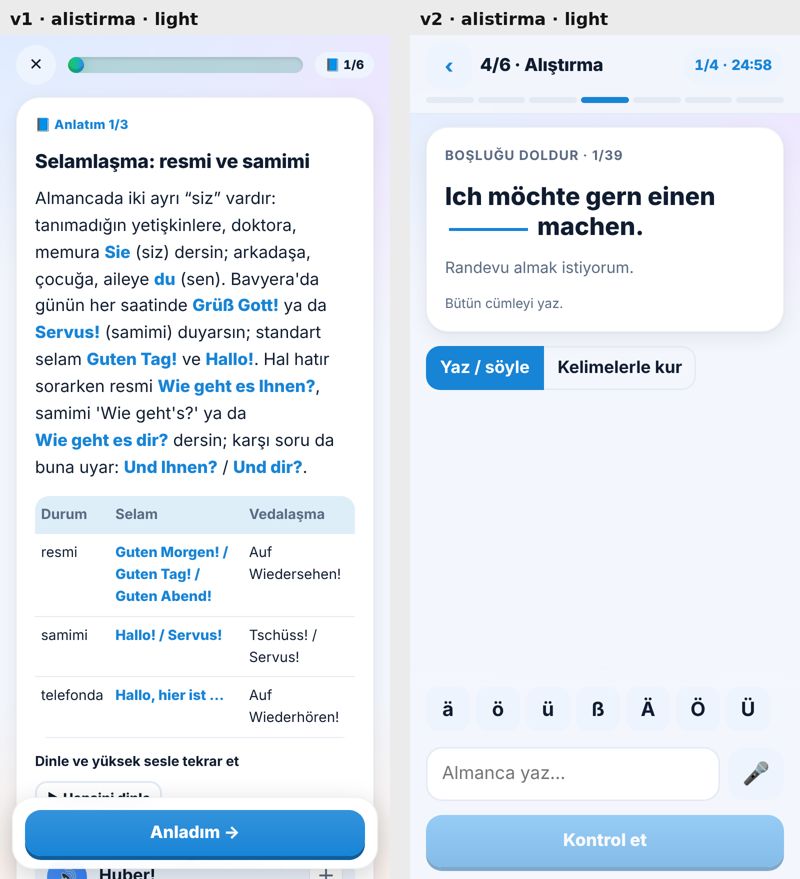 v1 · alistirma · light
✕
📘 1/6
📘 Anlatım 1/3
Selamlaşma: resmi ve samimi
Almancada iki ayrı “siz” vardır:
tanımadığın yetişkinlere, doktora,
memura Sie (siz) dersin; arkadaşa,
çocuğa, aileye du (sen). Bavyera'da
günün her saatinde Grüß Gott! ya da
Servus! (samimi) duyarsın; standart
selam Guten Tag! ve Hallo!. Hal hatır
sorarken resmi Wie geht es Ihnen?,
samimi 'Wie geht's?' ya da
Wie geht es dir? dersin; karşı soru da
buna uyar: Und Ihnen? / Und dir?.
Durum Selam Vedalaşma
resmi Guten Morgen! / Auf
Guten Tag! / Wiedersehen!
Guten Abend!
samimi Hallo! / Servus! Tschüss! /
Servus!
telefonda Hallo, hier ist ... Auf
Wiederhören!
Dinle ve yüksek sesle tekrar et
▶ Hepsini dinle
Anladım →
Huber!
v2 · alistirma · light
‹ 4/6 · Alıştırma 1/4 · 24:58
BOŞLUĞU DOLDUR · 1/39
Ich möchte gern einen
______ machen.
Randevu almak istiyorum.
Bütün cümleyi yaz.
Yaz / söyle Kelimelerle kur
ä ö ü ß Ä Ö Ü
Almanca yaz...
Kontrol et